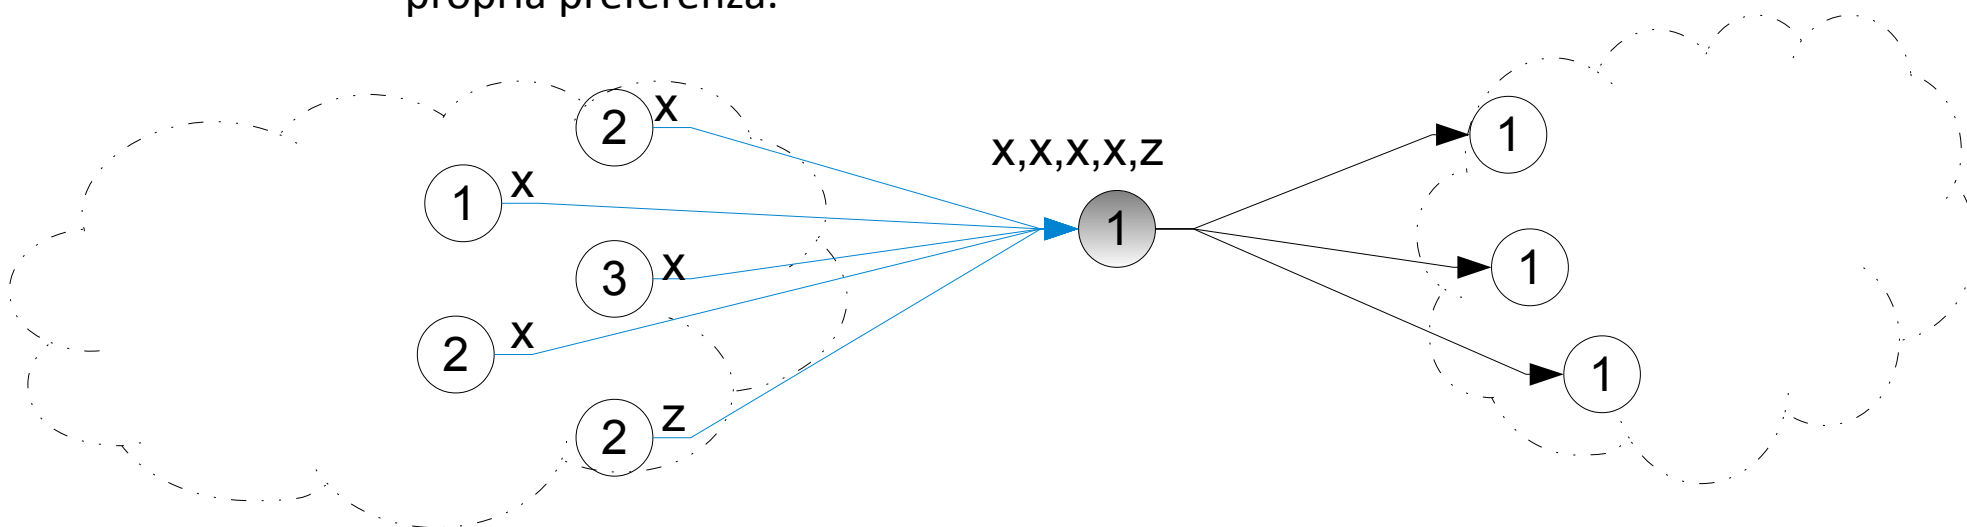 propria preferenza.
2 x
x,x,x,x,z
1
1 x
1
3 x
1
2 x
1
2 z